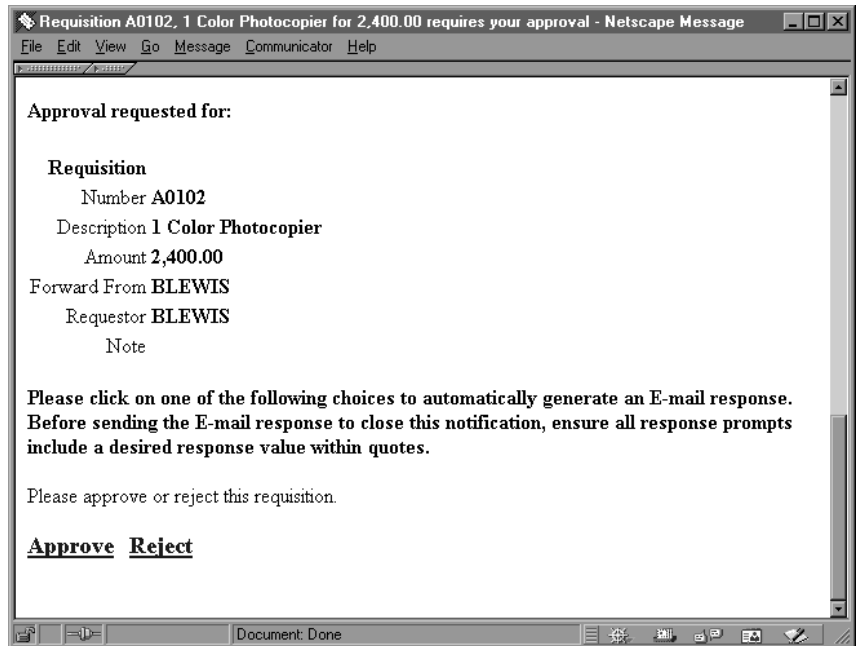 Requisition A0102, 1 Color Photocopier for 2,400.00 requires your approval - Netscape Message
File Edit View Go Message Communicator Help
Approval requested for:
Requisition
Number A0102
Description 1 Color Photocopier
Amount 2,400.00
Forward From BLEWIS
Requestor BLEWIS
Note
Please click on one of the following choices to automatically generate an E-mail response.
Before sending the E-mail response to close this notification, ensure all response prompts
include a desired response value within quotes.
Please approve or reject this requisition.
Approve Reject
Document: Done